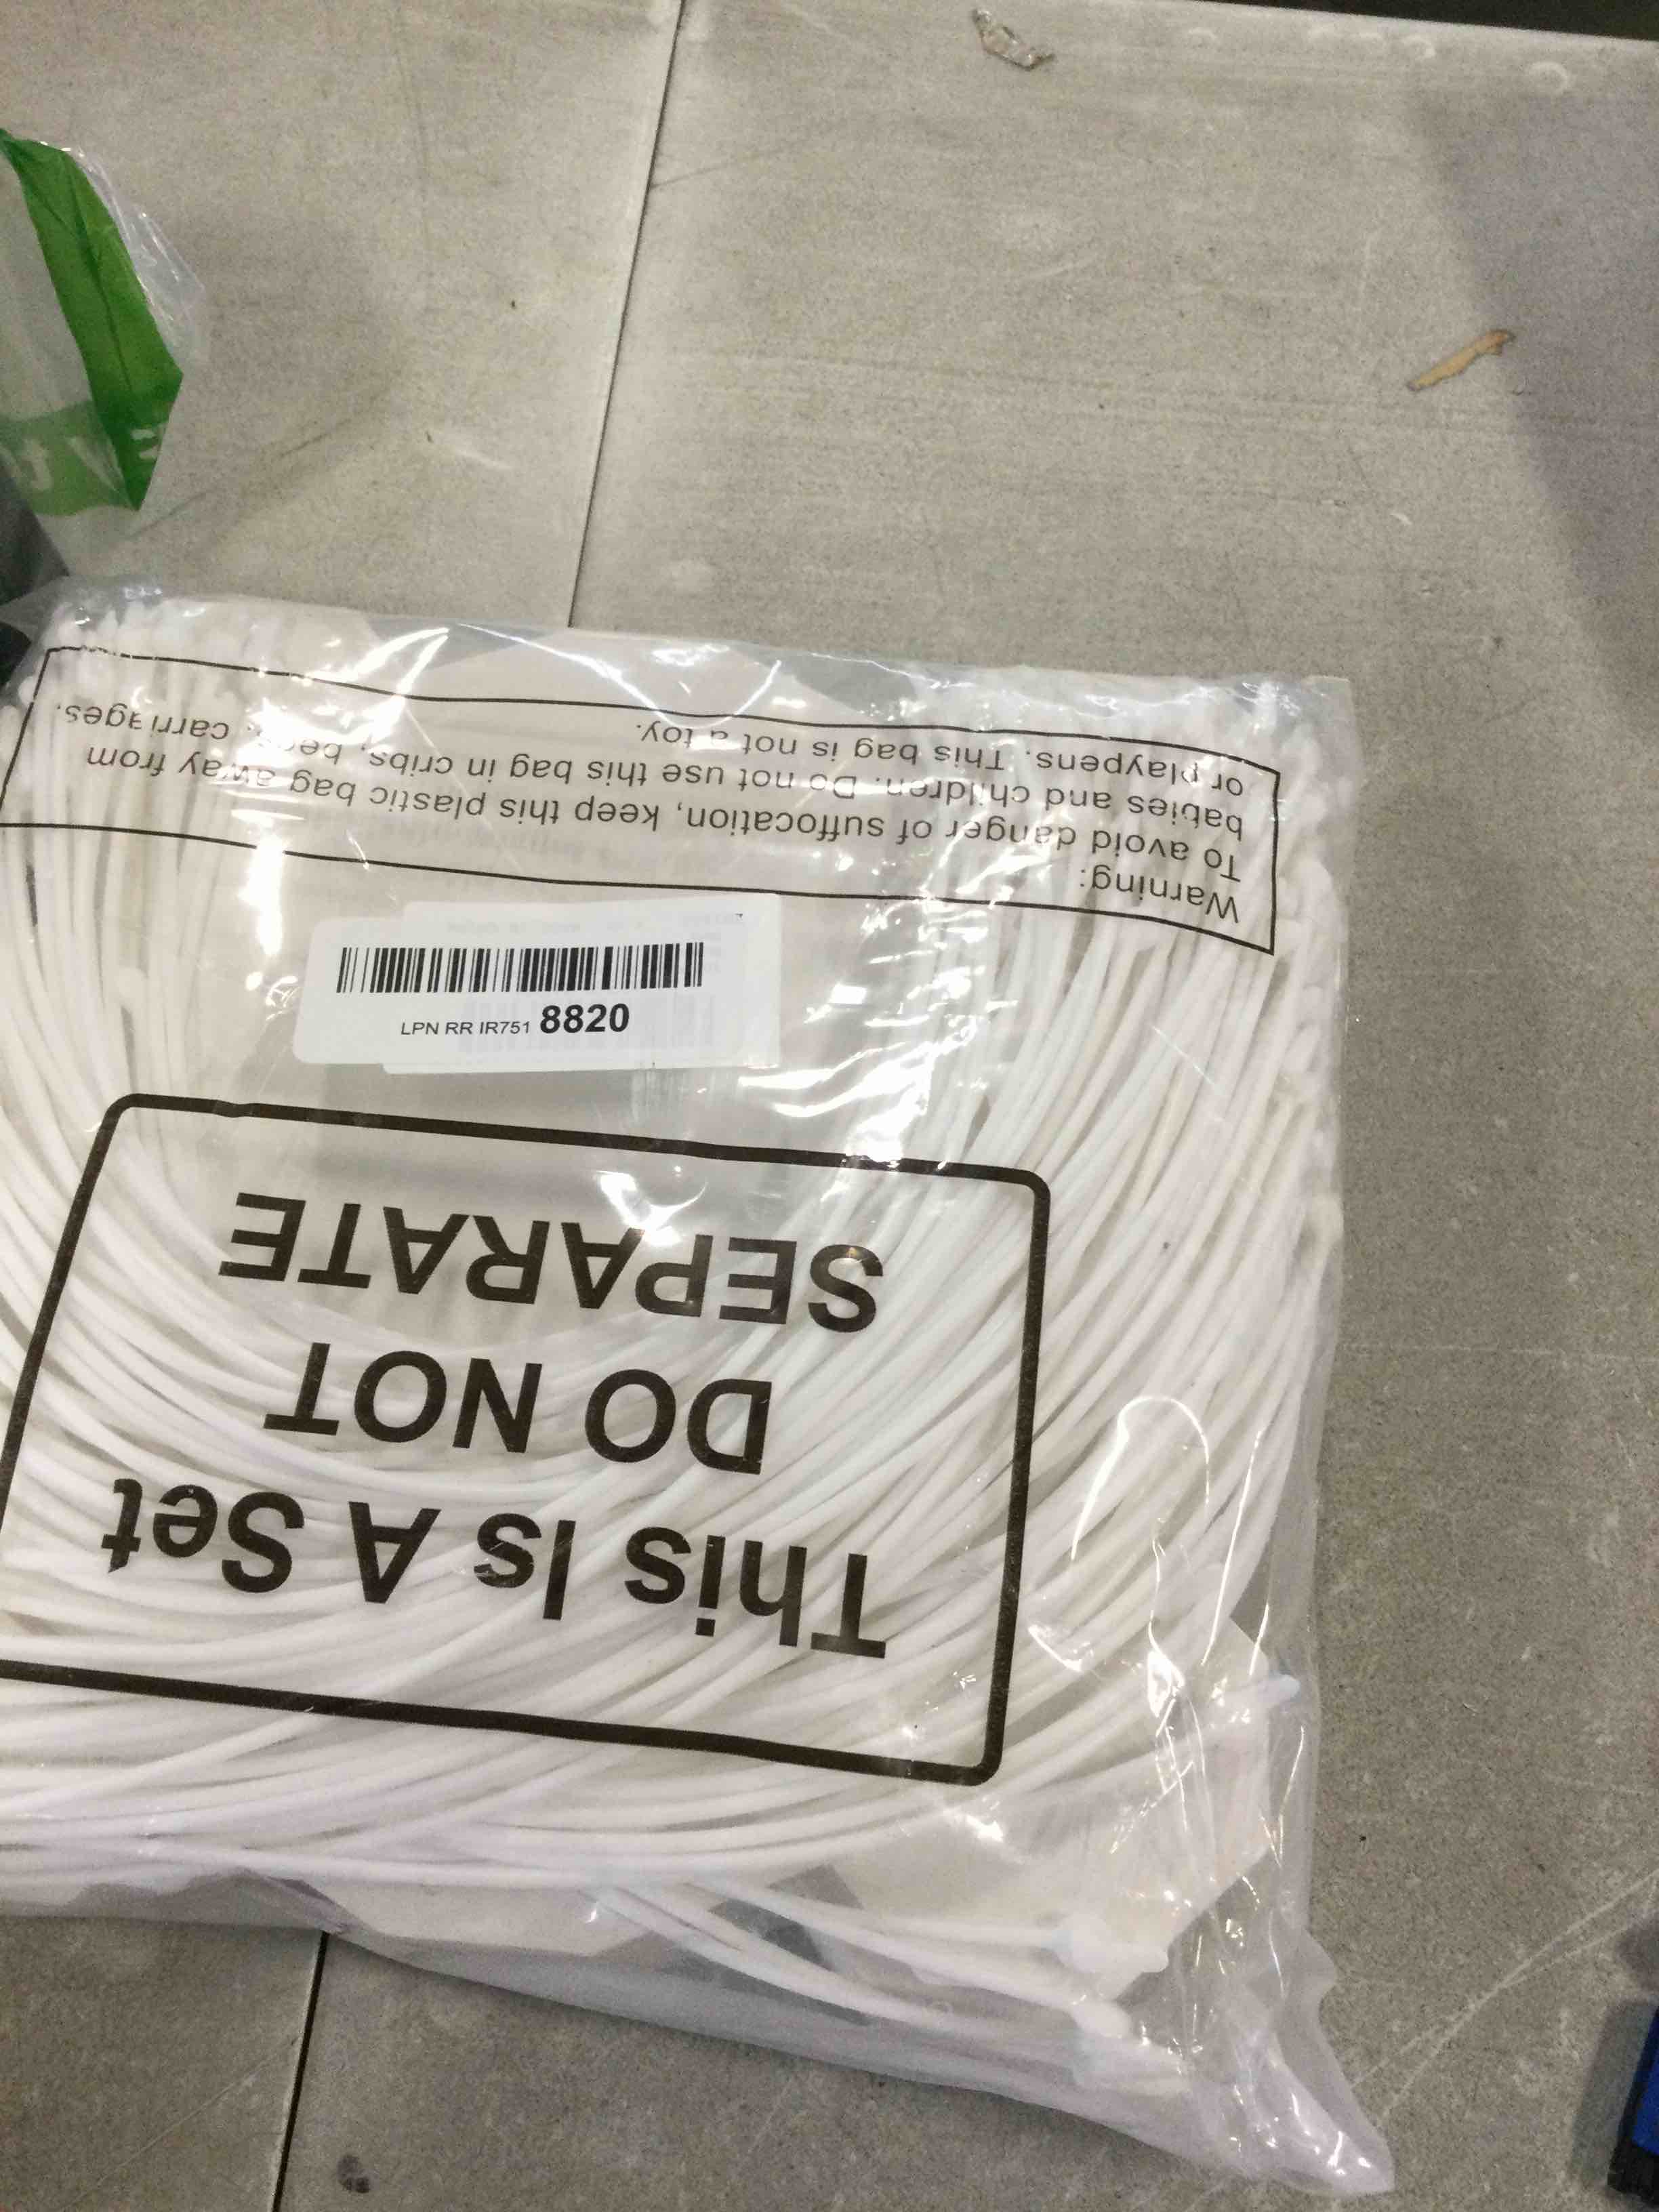 This Is A Set
DO NOT
SEPARATE
LPN RR IR751 8820
Warning:
To avoid danger of suffocation, keep this plastic bag away from
babies and children. Do not use this bag in cribs, beds, carriages,
or playpens. This bag is not a toy.